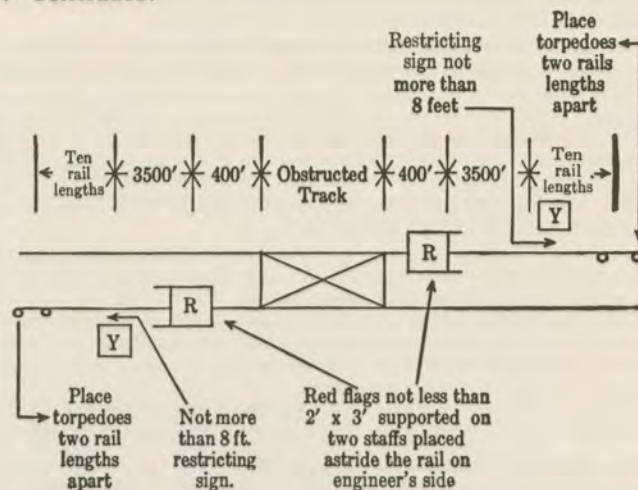 Place
torpedoes
two rails
lengths
apart
Restricting
sign not
more than
8 feet
Ten
rail
lengths
3500'
400'
Obstructed
Track
400'
3500'
Ten
rail
lengths
Y
R
R
Y
Place
torpedoes
two rail
lengths
apart
Not more
than 8 ft.
restricting
sign.
Red flags not less than
2' x 3' supported on
two staffs placed
astride the rail on
engineer's side